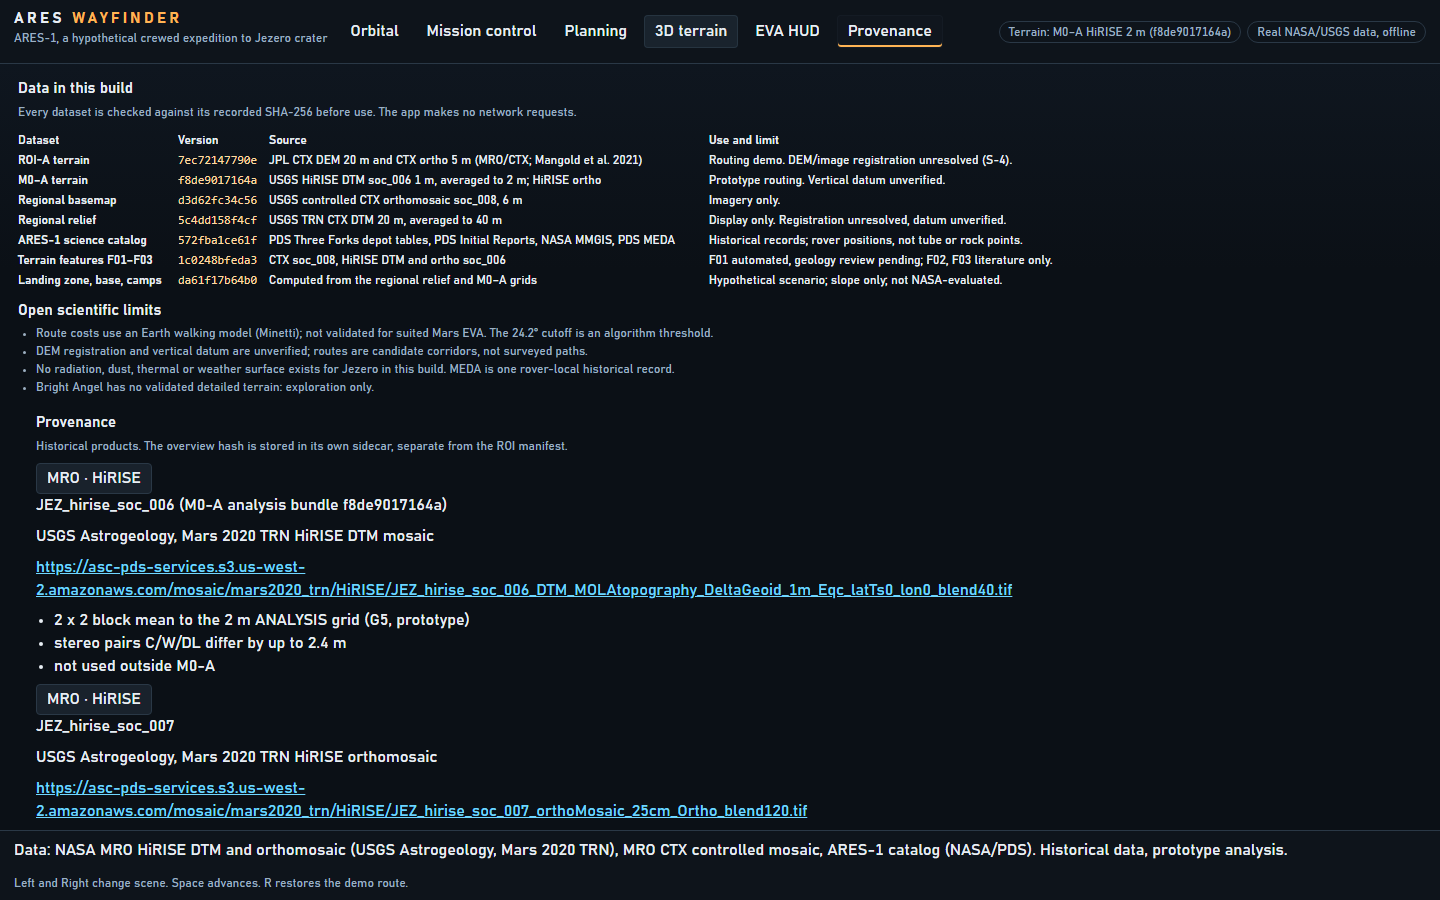 ARES WAYFINDER
ARES-1, a hypothetical crewed expedition to Jezero crater
Orbital
Mission control
Planning
3D terrain
EVA HUD
Provenance
Terrain: M0-A HiRISE 2 m (f8de9017164a)
Real NASA/USGS data, offline
Data in this build
Every dataset is checked against its recorded SHA-256 before use. The app makes no network requests.
Dataset Version Source Use and limit
ROI-A terrain 7ec72147790e JPL CTX DEM 20 m and CTX ortho 5 m (MRO/CTX; Mangold et al. 2021) Routing demo. DEM/image registration unresolved (S-4).
M0-A terrain f8de9017164a USGS HiRISE DTM soc_006 1 m, averaged to 2 m; HiRISE ortho Prototype routing. Vertical datum unverified.
Regional basemap d3d62fc34c56 USGS controlled CTX orthomosaic soc_008, 6 m Imagery only.
Regional relief 5c4dd158f4cf USGS TRN CTX DTM 20 m, averaged to 40 m Display only. Registration unresolved, datum unverified.
ARES-1 science catalog 572fba1ce61f PDS Three Forks depot tables, PDS Initial Reports, NASA MMGIS, PDS MEDA Historical records; rover positions, not tube or rock points.
Terrain features F01-F03 1c0248bfeda3 CTX soc_008, HiRISE DTM and ortho soc_006 F01 automated, geology review pending; F02, F03 literature only.
Landing zone, base, camps da61f17b64b0 Computed from the regional relief and M0-A grids Hypothetical scenario; slope only; not NASA-evaluated.
Open scientific limits
• Route costs use an Earth walking model (Minetti); not validated for suited Mars EVA. The 24.2° cutoff is an algorithm threshold.
• DEM registration and vertical datum are unverified; routes are candidate corridors, not surveyed paths.
• No radiation, dust, thermal or weather surface exists for Jezero in this build. MEDA is one rover-local historical record.
• Bright Angel has no validated detailed terrain: exploration only.
Provenance
Historical products. The overview hash is stored in its own sidecar, separate from the ROI manifest.
MRO · HiRISE
JEZ_hirise_soc_006 (M0-A analysis bundle f8de9017164a)
USGS Astrogeology, Mars 2020 TRN HiRISE DTM mosaic
https://asc-pds-services.s3.us-west-
2.amazonaws.com/mosaic/mars2020_trn/HiRISE/JEZ_hirise_soc_006_DTM_MOLAtopography_DeltaGeoid_1m_Eqc_latTs0_lon0_blend40.tif
• 2 x 2 block mean to the 2 m ANALYSIS grid (G5, prototype)
• stereo pairs C/W/DL differ by up to 2.4 m
• not used outside M0-A
MRO · HiRISE
JEZ_hirise_soc_007
USGS Astrogeology, Mars 2020 TRN HiRISE orthomosaic
https://asc-pds-services.s3.us-west-
2.amazonaws.com/mosaic/mars2020_trn/HiRISE/JEZ_hirise_soc_007_orthoMosaic_25cm_Ortho_blend120.tif
Data: NASA MRO HiRISE DTM and orthomosaic (USGS Astrogeology, Mars 2020 TRN), MRO CTX controlled mosaic, ARES-1 catalog (NASA/PDS). Historical data, prototype analysis.
Left and Right change scene. Space advances. R restores the demo route.